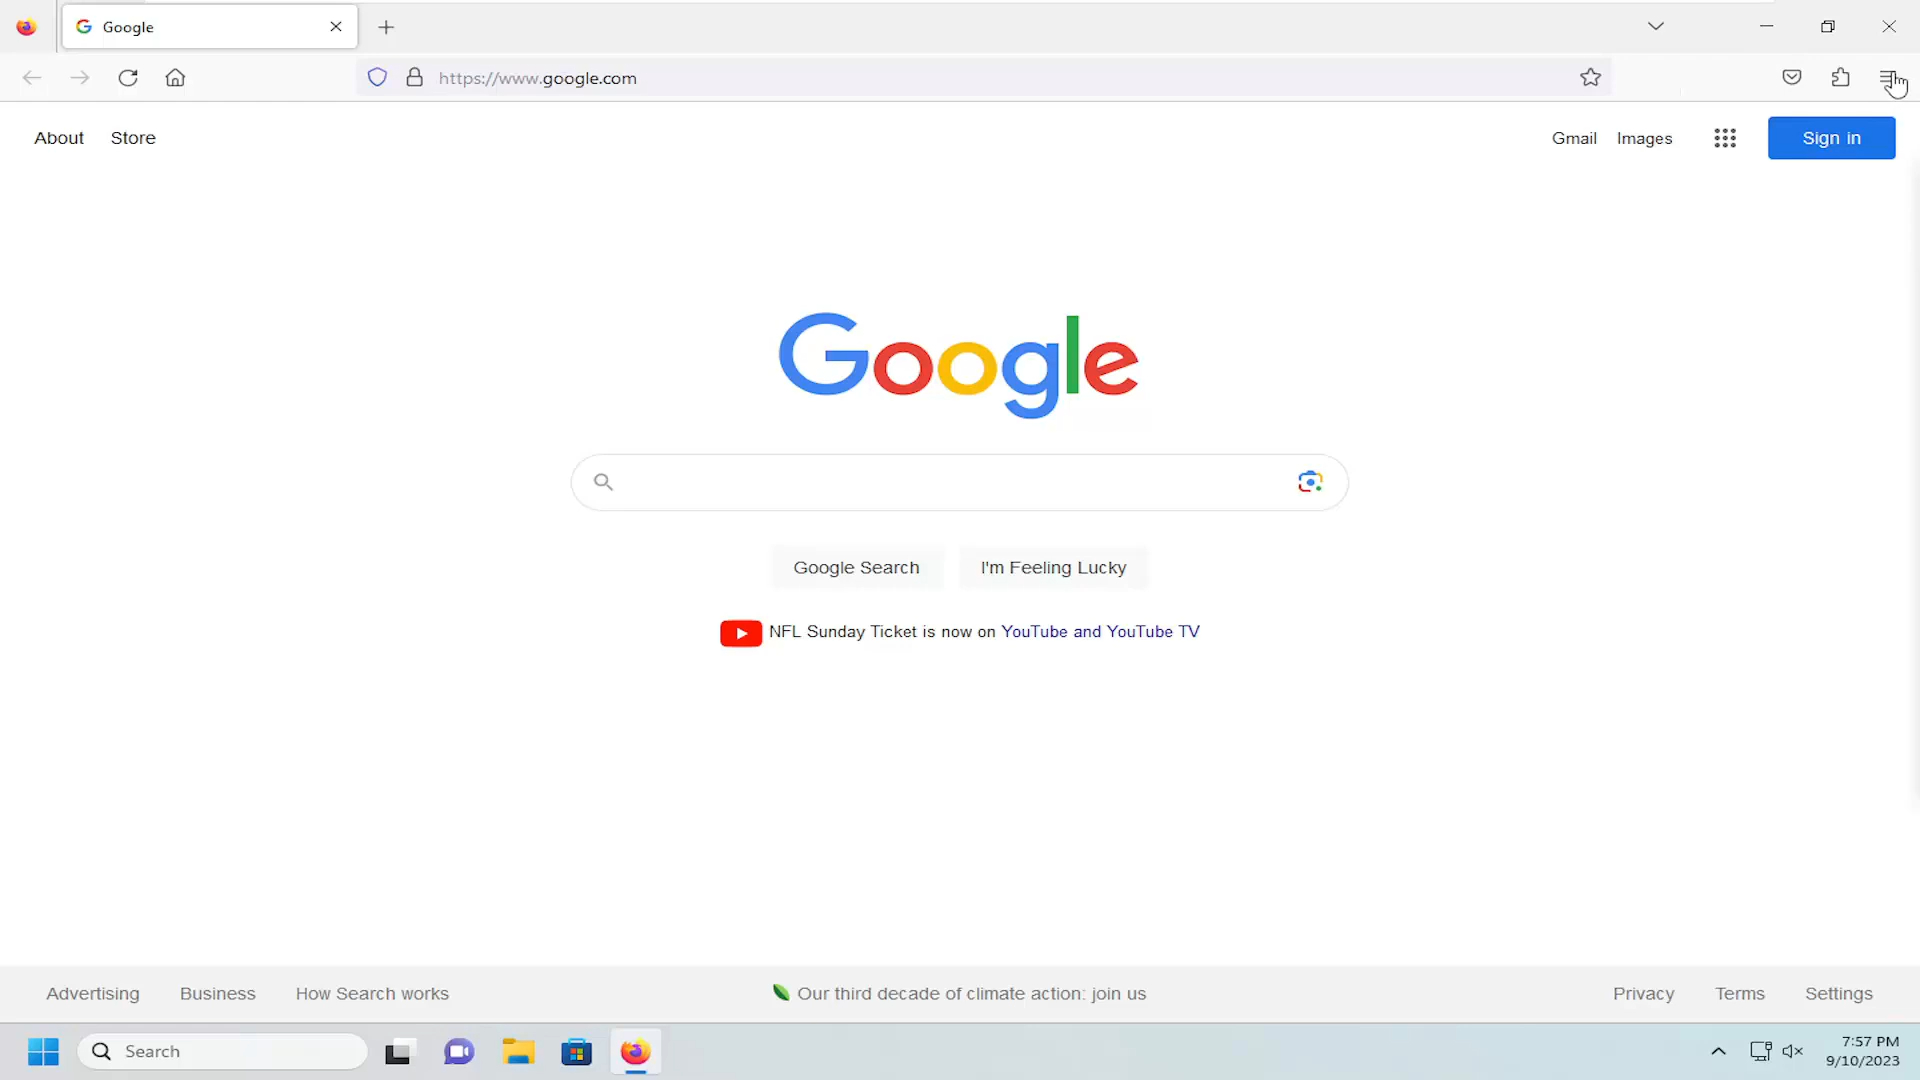 Google
https://www.google.com
About Store
Gmail Images Sign in
Google
Google Search I'm Feeling Lucky
NFL Sunday Ticket is now on YouTube and YouTube TV
Advertising Business How Search works
Our third decade of climate action: join us
Privacy Terms Settings
Search
7:57 PM
9/10/2023